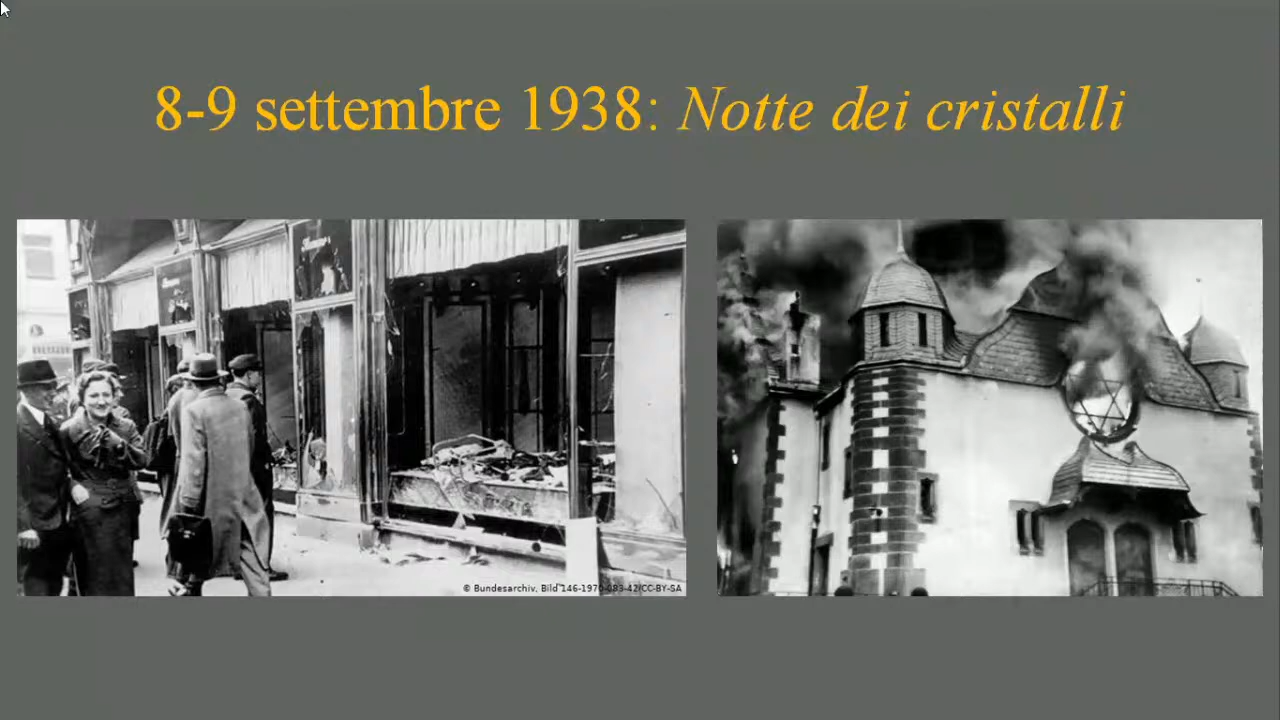 8-9 settembre 1938: Notte dei cristalli
© Bundesarchiv, Bild 146-1970-083-42/CC-BY-SA